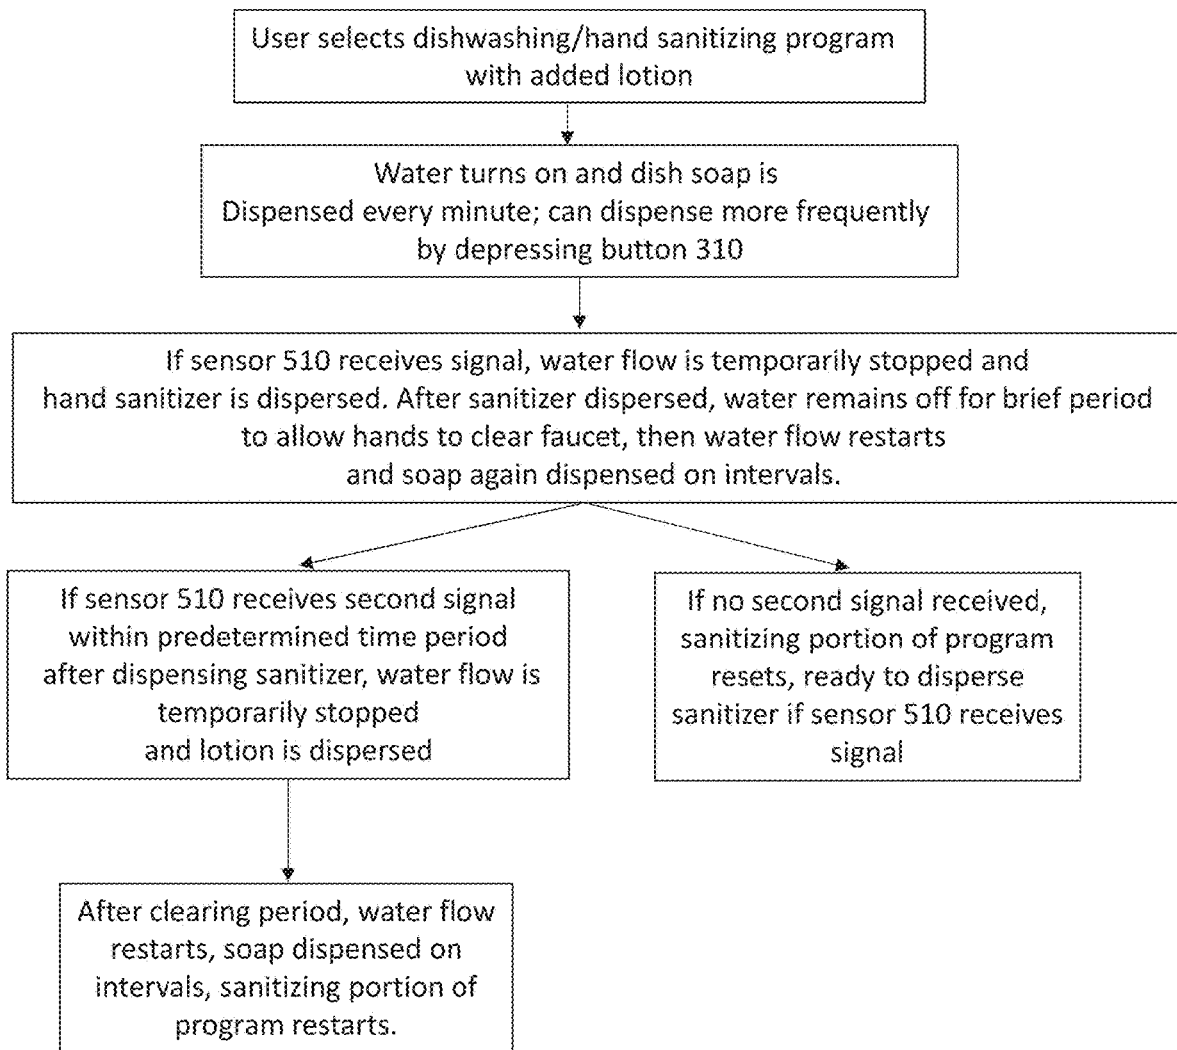 User selects dishwashing/hand sanitizing program
with added lotion
Water turns on and dish soap is
Dispensed every minute; can dispense more frequently
by depressing button 310
If sensor 510 receives signal, water flow is temporarily stopped and
hand sanitizer is dispersed. After sanitizer dispersed, water remains off for brief period
to allow hands to clear faucet, then water flow restarts
and soap again dispensed on intervals.
If sensor 510 receives second signal
within predetermined time period
after dispensing sanitizer, water flow is
temporarily stopped
and lotion is dispersed
If no second signal received,
sanitizing portion of program
resets, ready to disperse
sanitizer if sensor 510 receives
signal
After clearing period, water flow
restarts, soap dispensed on
intervals, sanitizing portion of
program restarts.